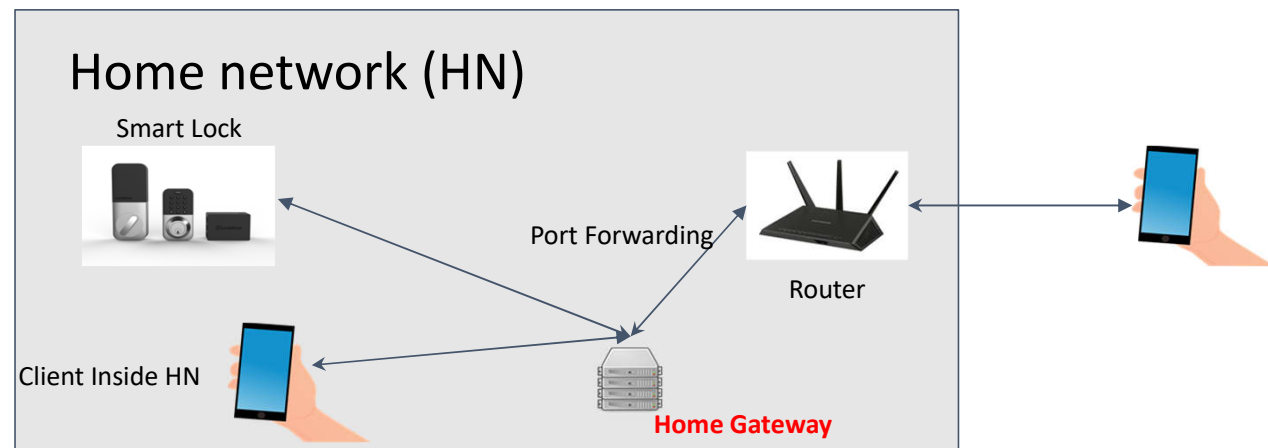 Home network (HN)
Smart Lock
Port Forwarding
Router
Client Inside HN
Home Gateway